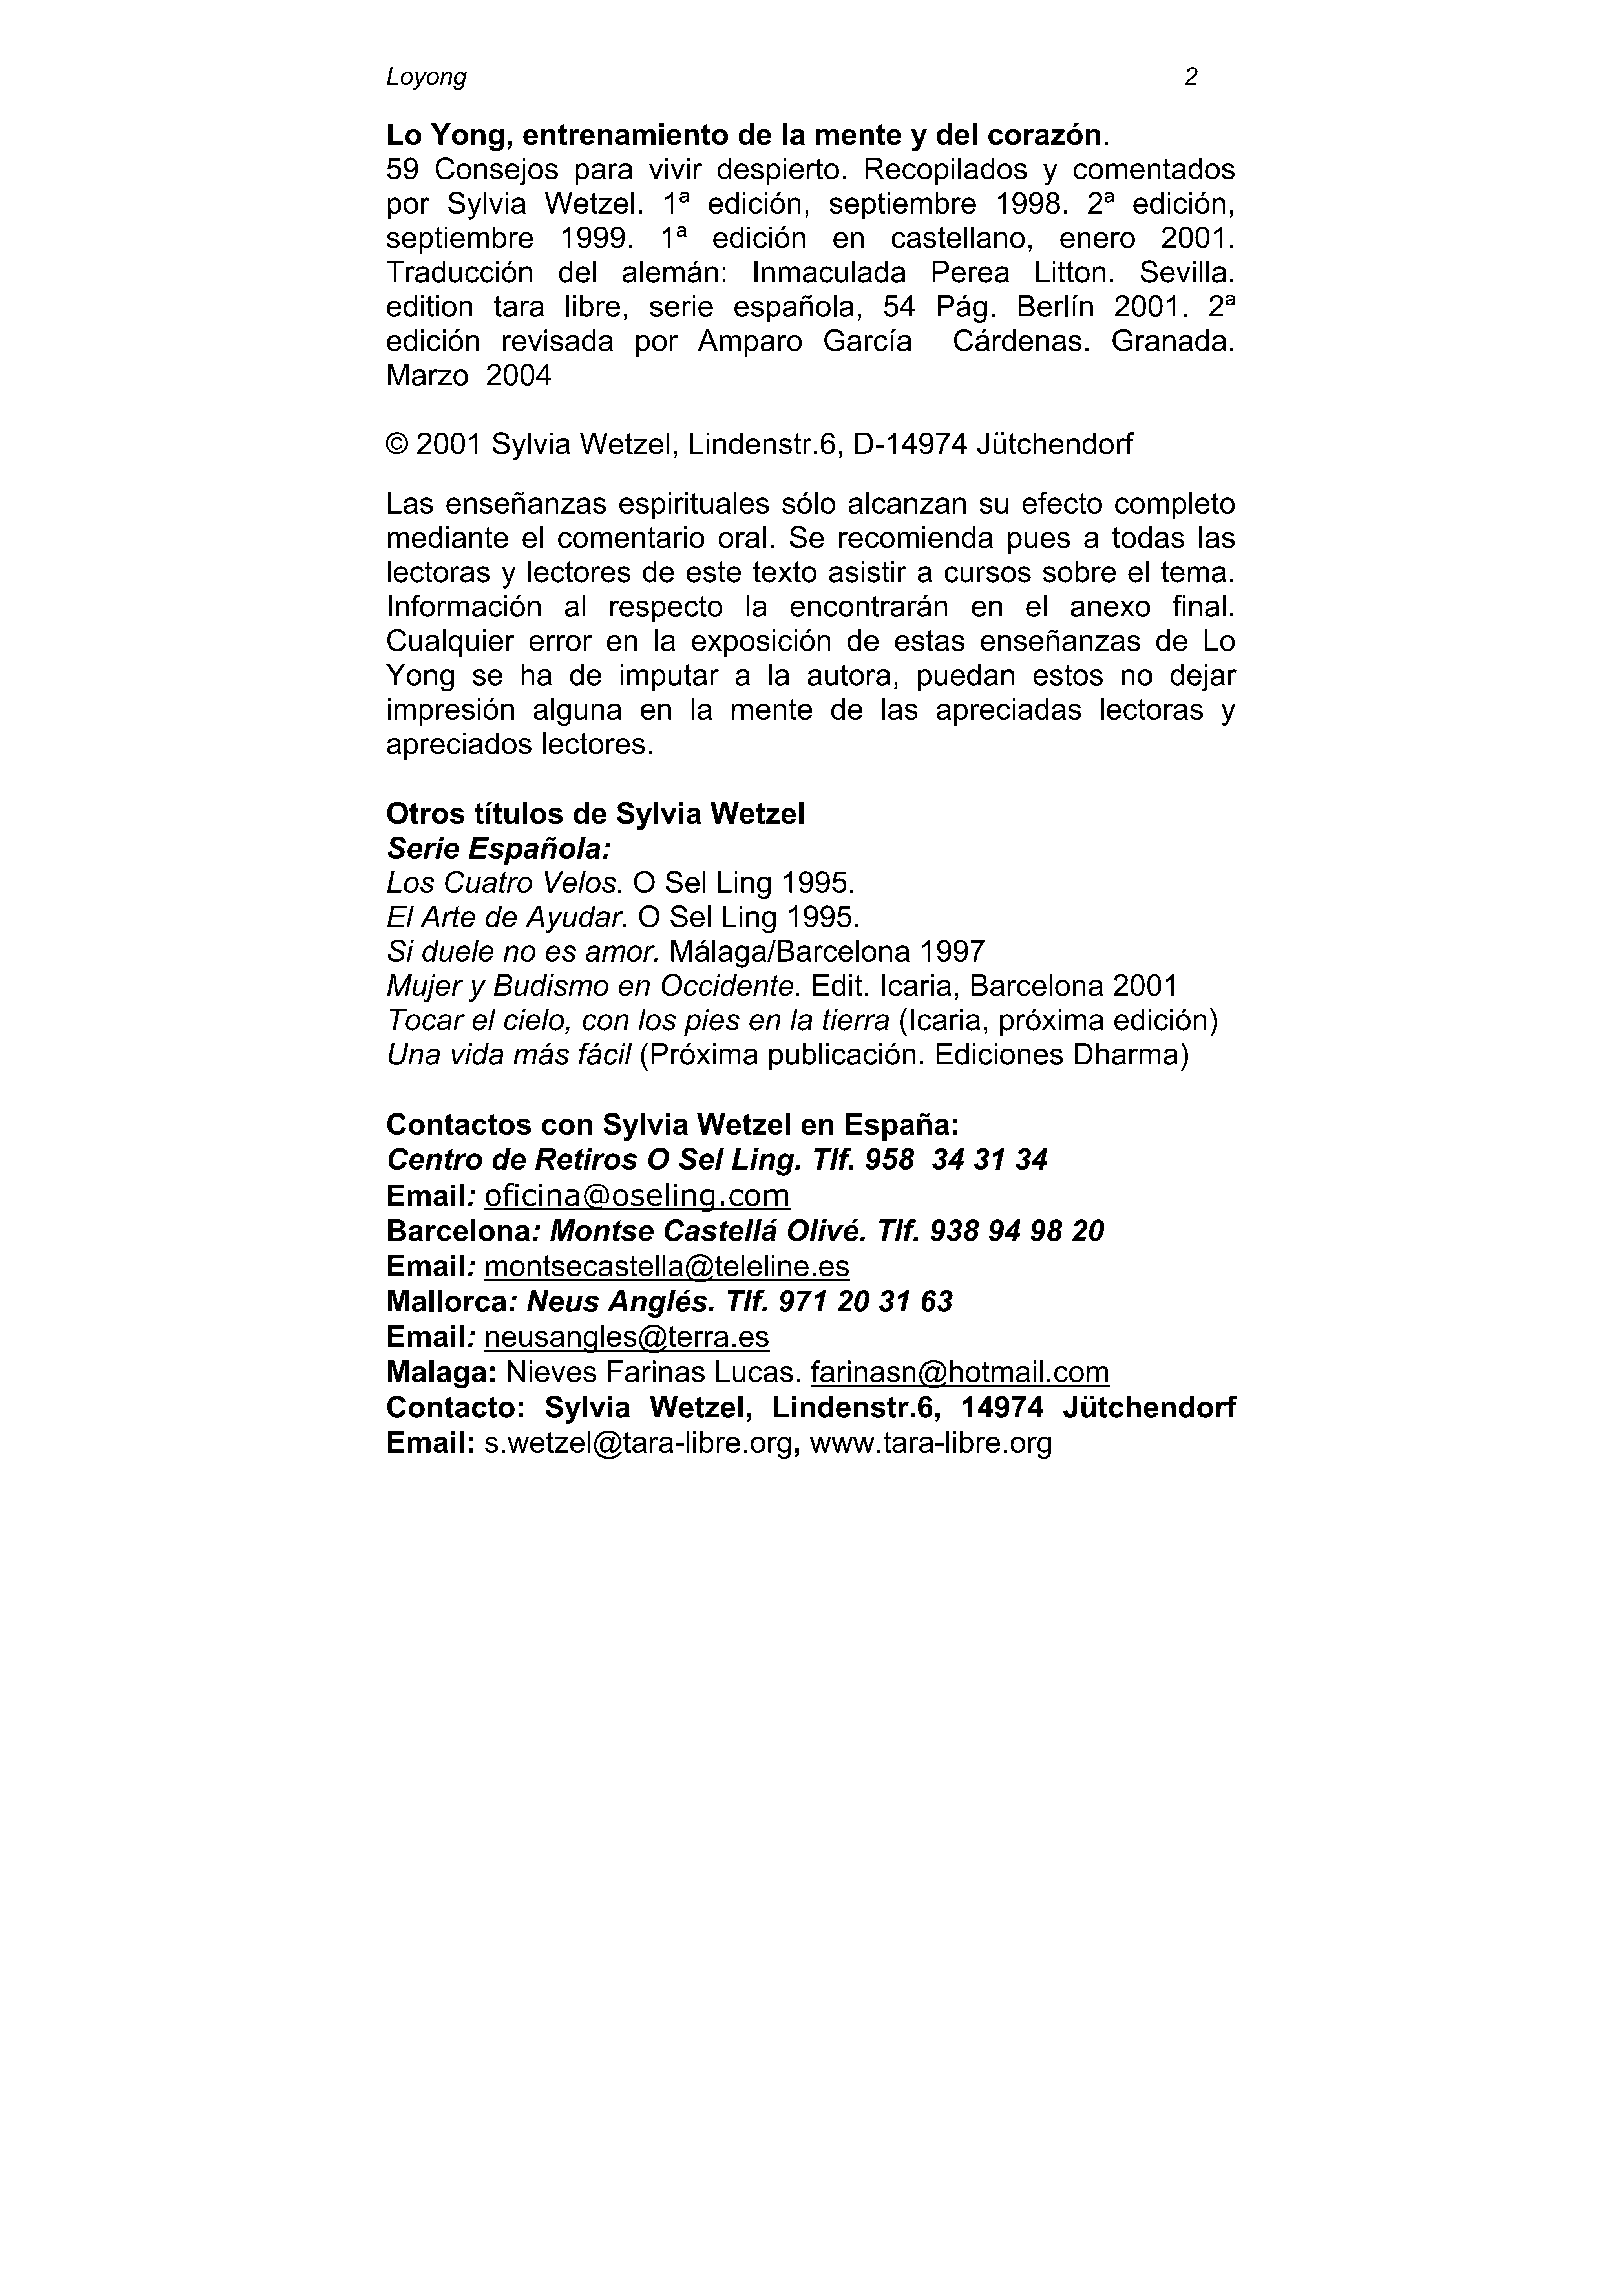 Loyong 2
Lo Yong, entrenamiento de la mente y del corazón.
59 Consejos para vivir despierto. Recopilados y comentados
por Sylvia Wetzel. 1ª edición, septiembre 1998. 2ª edición,
septiembre 1999. 1ª edición en castellano, enero 2001.
Traducción del alemán: Inmaculada Perea Litton. Sevilla.
edition tara libre, serie española, 54 Pág. Berlín 2001. 2ª
edición revisada por Amparo García Cárdenas. Granada.
Marzo 2004
© 2001 Sylvia Wetzel, Lindenstr.6, D-14974 Jütchendorf
Las enseñanzas espirituales sólo alcanzan su efecto completo
mediante el comentario oral. Se recomienda pues a todas las
lectoras y lectores de este texto asistir a cursos sobre el tema.
Información al respecto la encontrarán en el anexo final.
Cualquier error en la exposición de estas enseñanzas de Lo
Yong se ha de imputar a la autora, puedan estos no dejar
impresión alguna en la mente de las apreciadas lectoras y
apreciados lectores.
Otros títulos de Sylvia Wetzel
Serie Española:
Los Cuatro Velos. O Sel Ling 1995.
El Arte de Ayudar. O Sel Ling 1995.
Si duele no es amor. Málaga/Barcelona 1997
Mujer y Budismo en Occidente. Edit. Icaria, Barcelona 2001
Tocar el cielo, con los pies en la tierra (Icaria, próxima edición)
Una vida más fácil (Próxima publicación. Ediciones Dharma)
Contactos con Sylvia Wetzel en España:
Centro de Retiros O Sel Ling. Tlf. 958 34 31 34
Email: oficina@oseling.com
Barcelona: Montse Castellá Olivé. Tlf. 938 94 98 20
Email: montsecastella@teleline.es
Mallorca: Neus Anglés. Tlf. 971 20 31 63
Email: neusangles@terra.es
Malaga: Nieves Farinas Lucas. farinasn@hotmail.com
Contacto: Sylvia Wetzel, Lindenstr.6, 14974 Jütchendorf
Email: s.wetzel@tara-libre.org, www.tara-libre.org